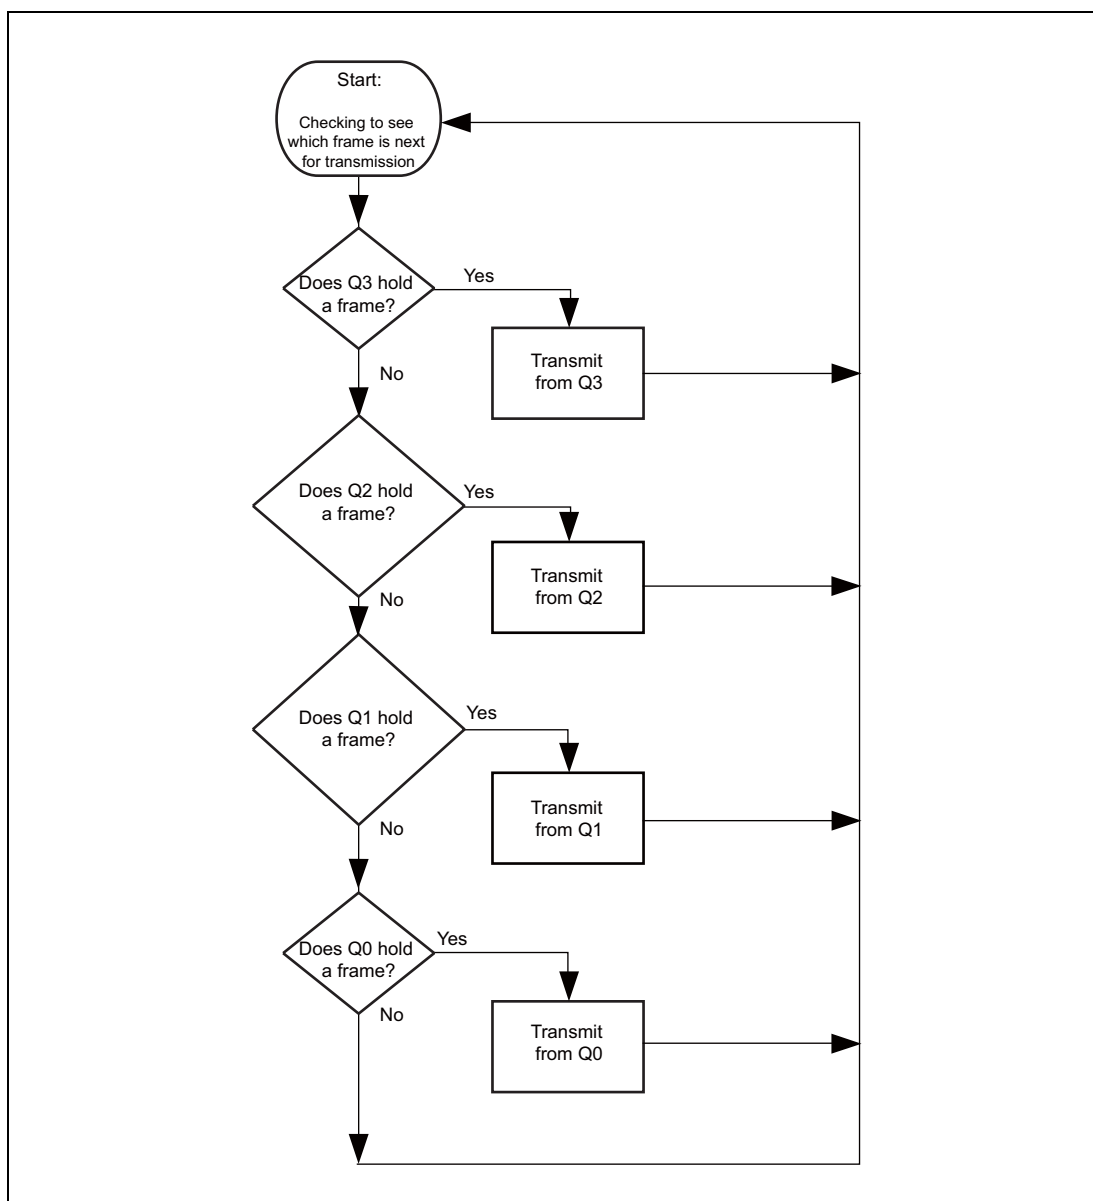 Start:
Checking to see
which frame is next
for transmission
Does Q3 hold
a frame?
Yes
Transmit
from Q3
No
Does Q2 hold
a frame?
Yes
Transmit
from Q2
No
Does Q1 hold
a frame?
Yes
Transmit
from Q1
No
Does Q0 hold
a frame?
Yes
Transmit
from Q0
No